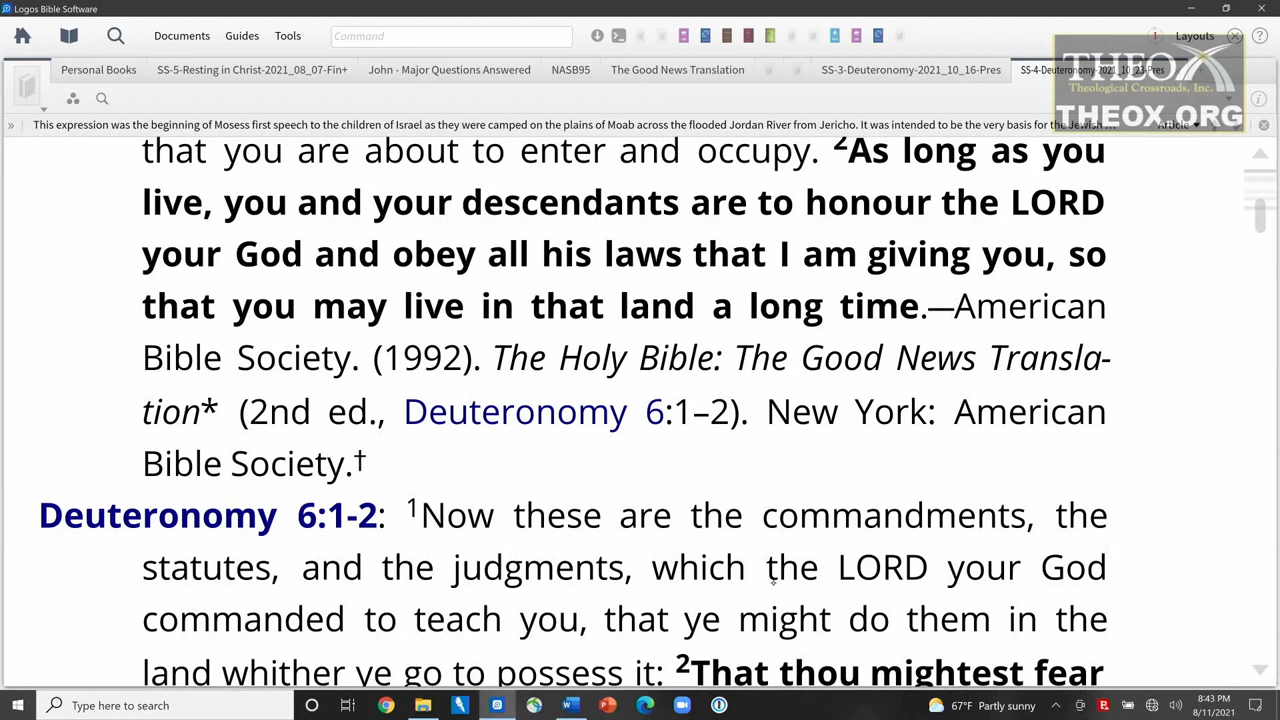 Logos Bible Software
Documents Guides Tools Command Layouts
Personal Books SS-5-Resting in Christ-2021_08_07-Fin+ ns Answered NASB95 The Good News Translation SS-3-Deuteronomy-2021_10_16-Pres SS-4-Deuteronomy-2021_10_23-Pres
THEOX
Theological Crossroads, Inc.
THEOX.ORG
» This expression was the beginning of Mosess first speech to the children of Israel as they were camped on the plains of Moab across the flooded Jordan River from Jericho. It was intended to be the very basis for the Jewish ... Article
that you are about to enter and occupy. ²As long as you
live, you and your descendants are to honour the LORD
your God and obey all his laws that I am giving you, so
that you may live in that land a long time.—American
Bible Society. (1992). The Holy Bible: The Good News Transla-
tion* (2nd ed., Deuteronomy 6:1–2). New York: American
Bible Society.†
Deuteronomy 6:1-2: ¹Now these are the commandments, the
statutes, and the judgments, which the LORD your God
commanded to teach you, that ye might do them in the
land whither ye go to possess it: ²That thou mightest fear
Type here to search
67°F Partly sunny
8:43 PM
8/11/2021